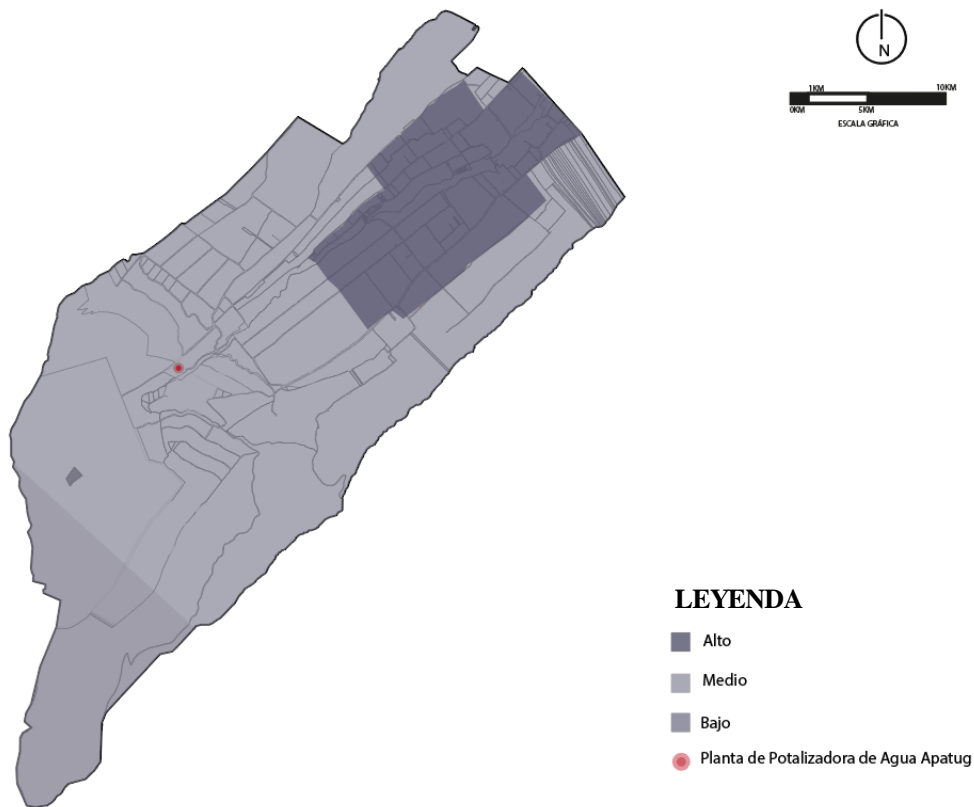 N
1KM 10KM
0KM 5KM
ESCALA GRÁFICA
LEYENDA
Alto
Medio
Bajo
Planta de Potalizadora de Agua Apatug